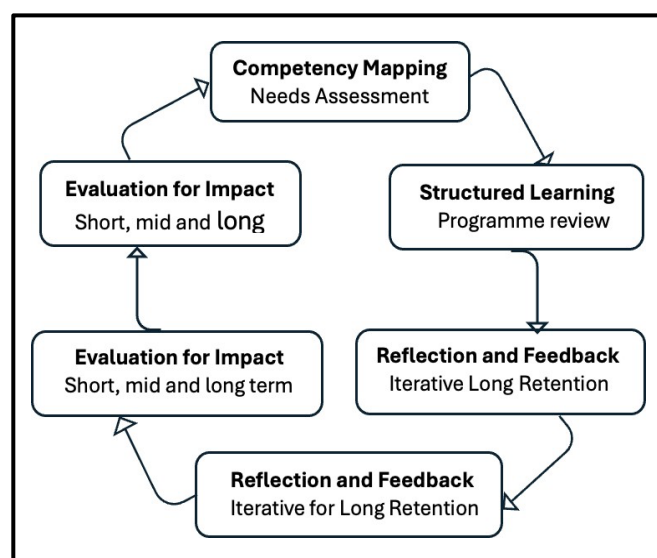 Competency Mapping
Needs Assessment
Structured Learning
Programme review
Reflection and Feedback
Iterative Long Retention
Reflection and Feedback
Iterative for Long Retention
Evaluation for Impact
Short, mid and long term
Evaluation for Impact
Short, mid and long